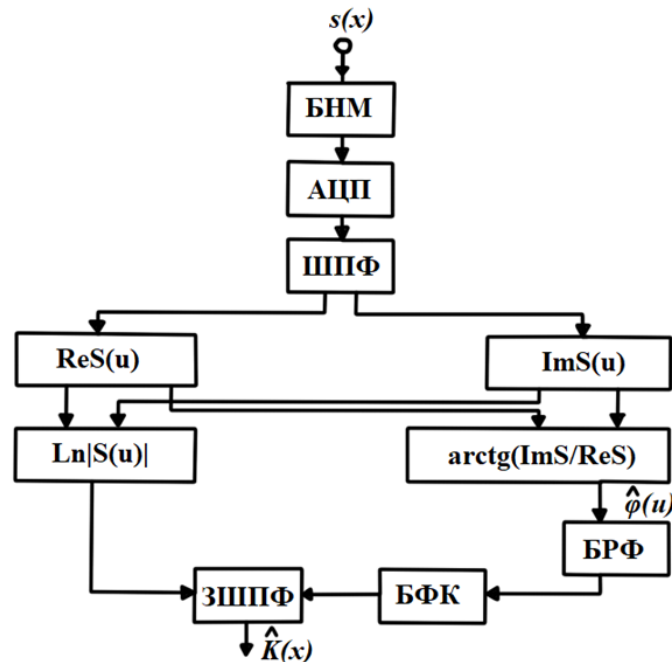 s(x)
БНМ
АЦП
ШПФ
ReS(u)
ImS(u)
Ln|S(u)|
arctg(ImS/ReS)
φ̂(u)
БРФ
ЗШПФ
БФК
K̂(x)